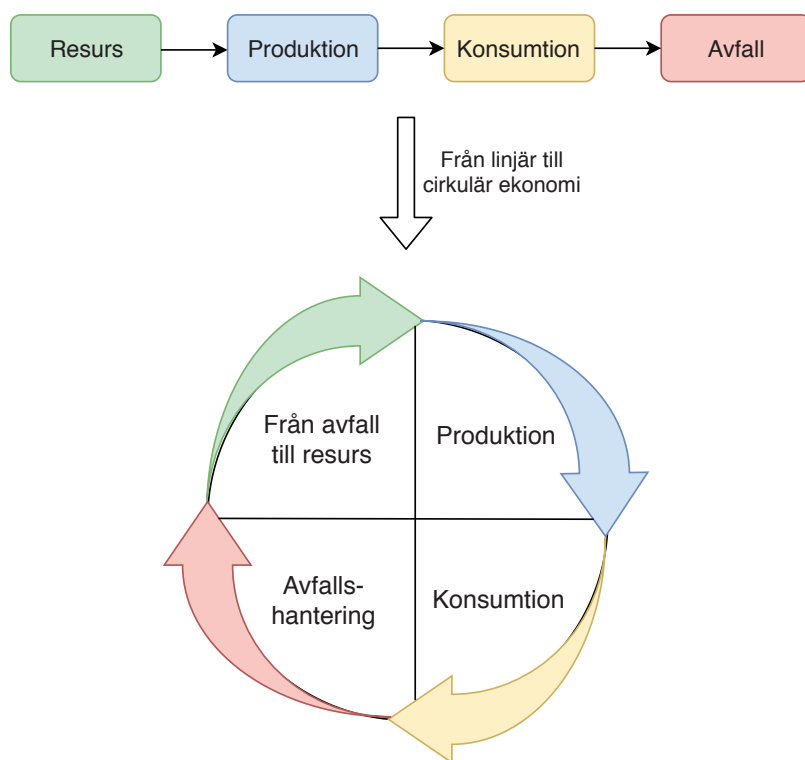 Resurs
Produktion
Konsumtion
Avfall
Från linjär till
cirkulär ekonomi
Från avfall
till resurs
Produktion
Avfalls-
hantering
Konsumtion